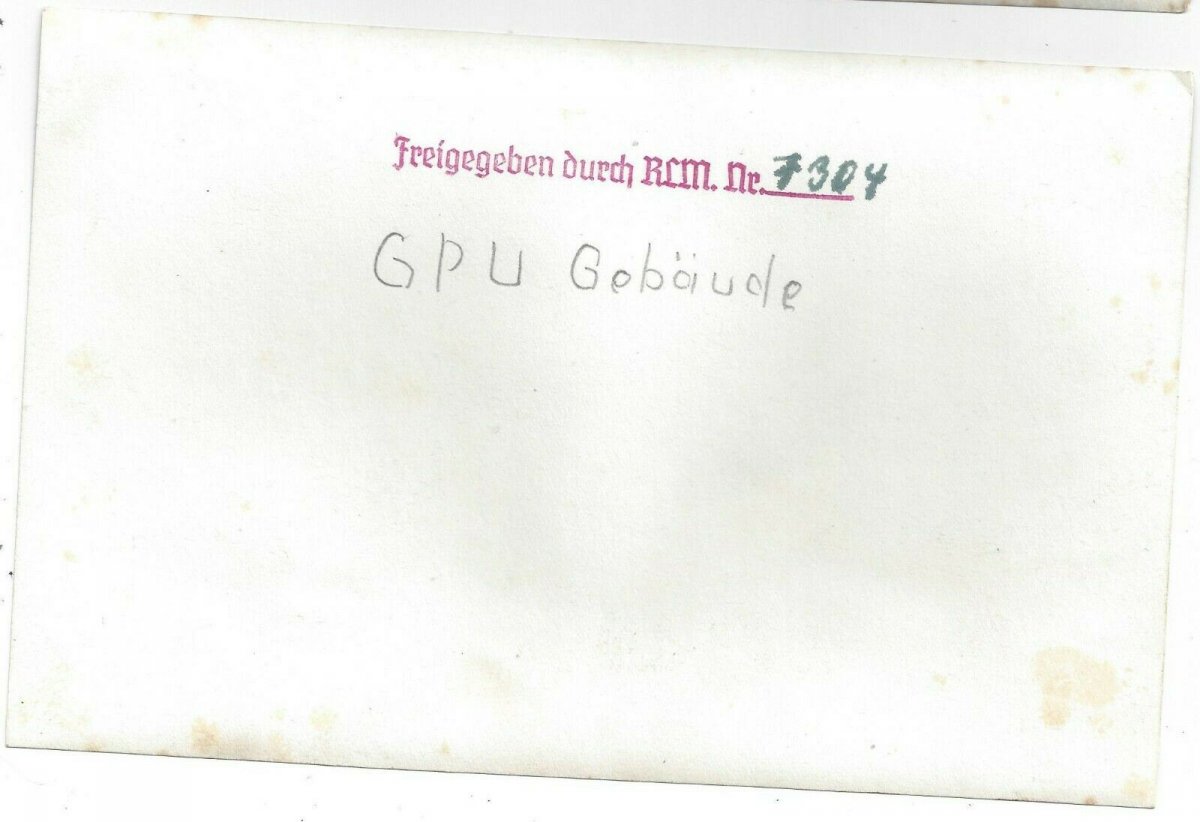 Freigegeben durch RLM. Nr. 7304
GPU Gebäude